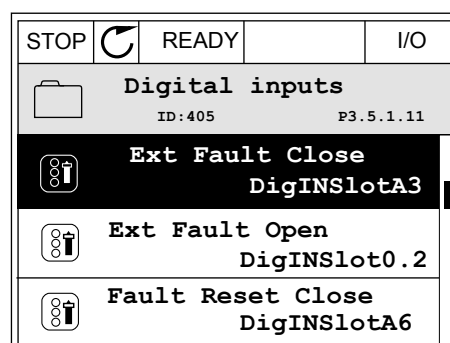 STOP READY I/O
Digital inputs
ID:405 P3.5.1.11
Ext Fault Close
DigINSlotA3
Ext Fault Open
DigINSlot0.2
Fault Reset Close
DigINSlotA6